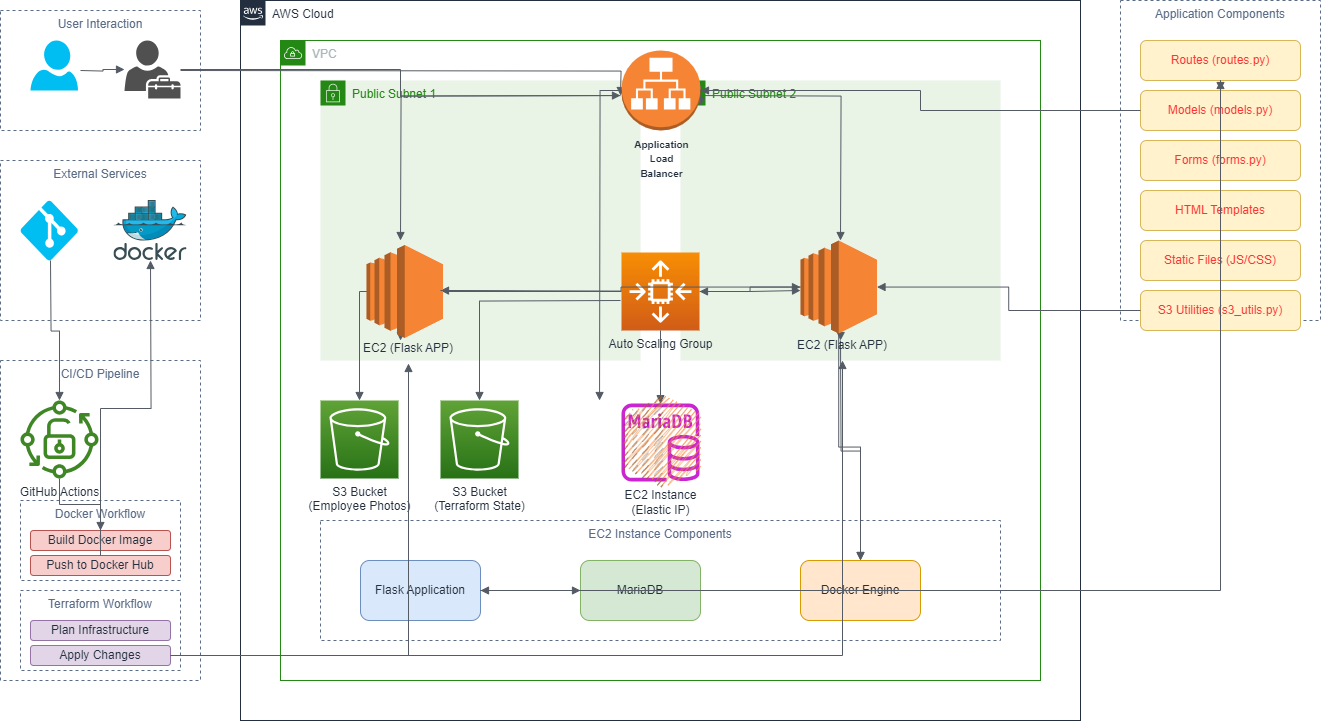 User Interaction
External Services
docker
CI/CD Pipeline
GitHub Actions
Docker Workflow
Build Docker Image
Push to Docker Hub
Terraform Workflow
Plan Infrastructure
Apply Changes
aws
AWS Cloud
VPC
Public Subnet 1
Public Subnet 2
Application
Load
Balancer
EC2 (Flask APP)
Auto Scaling Group
EC2 (Flask APP)
S3 Bucket
(Employee Photos)
S3 Bucket
(Terraform State)
MariaDB
EC2 Instance
(Elastic IP)
EC2 Instance Components
Flask Application
MariaDB
Docker Engine
Application Components
Routes (routes.py)
Models (models.py)
Forms (forms.py)
HTML Templates
Static Files (JS/CSS)
S3 Utilities (s3_utils.py)